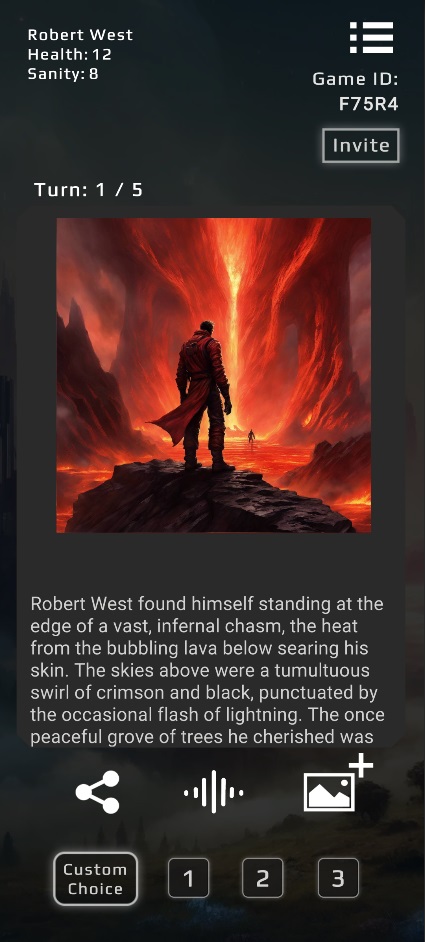 Robert West
Health: 12
Sanity: 8
Game ID:
F75R4
Invite
Turn: 1 / 5
Robert West found himself standing at the
edge of a vast, infernal chasm, the heat
from the bubbling lava below searing his
skin. The skies above were a tumultuous
swirl of crimson and black, punctuated by
the occasional flash of lightning. The once
peaceful grove of trees he cherished was
Custom
Choice
1
2
3